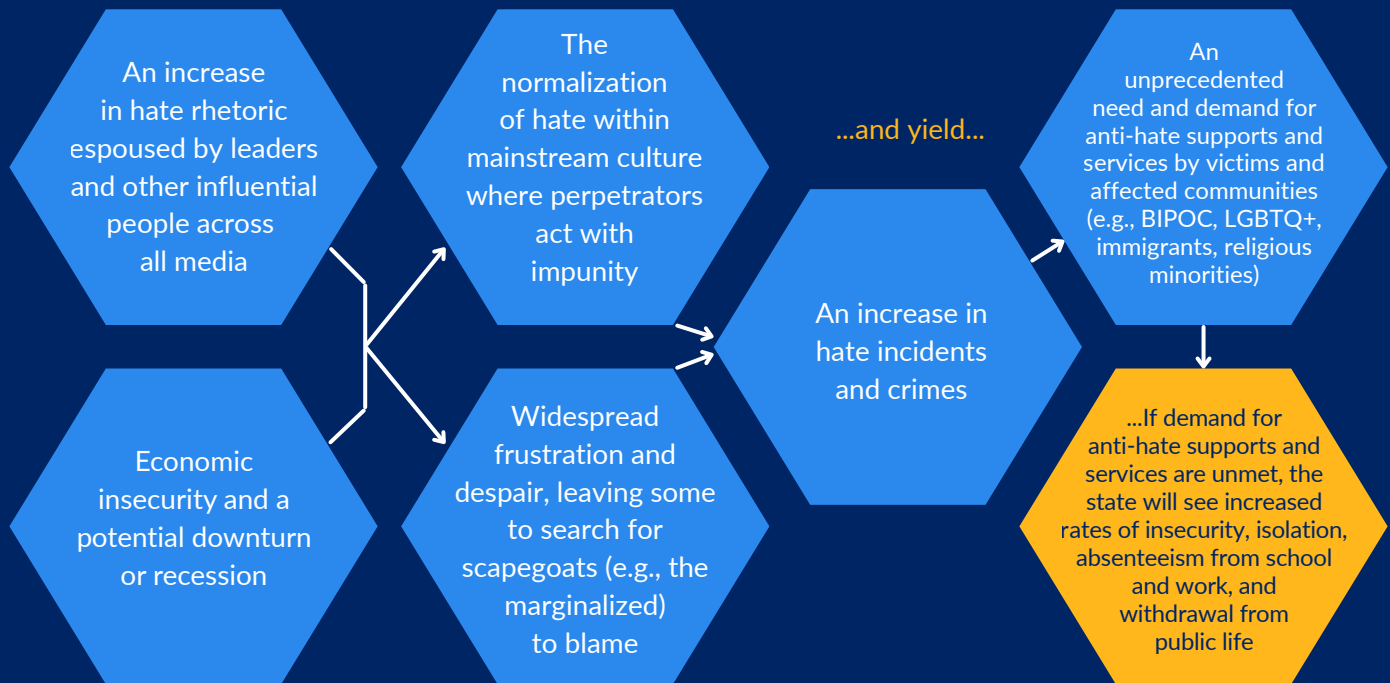 An increase
in hate rhetoric
espoused by leaders
and other influential
people across
all media
Economic
insecurity and a
potential downturn
or recession
The
normalization
of hate within
mainstream culture
where perpetrators
act with
impunity
Widespread
frustration and
despair, leaving some
to search for
scapegoats (e.g., the
marginalized)
to blame
...and yield...
An increase in
hate incidents
and crimes
An
unprecedented
need and demand for
anti-hate supports and
services by victims and
affected communities
(e.g., BIPOC, LGBTQ+,
immigrants, religious
minorities)
...If demand for
anti-hate supports and
services are unmet, the
state will see increased
rates of insecurity, isolation,
absenteeism from school
and work, and
withdrawal from
public life